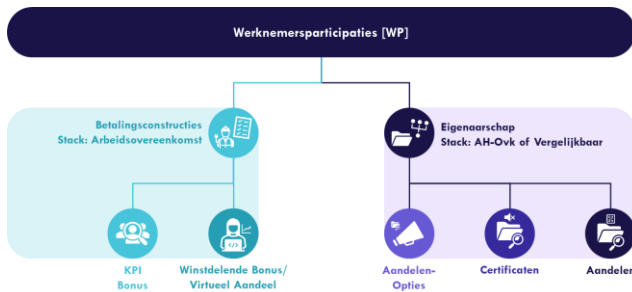 Werknemersparticipaties [WP]
Betalingsconstructies
Stack: Arbeidsovereenkomst
Eigenaarschap
Stack: AH-Ovk of Vergelijkbaar
KPI
Bonus
Winstdelende Bonus/
Virtueel Aandeel
Aandelen-
Opties
Certificaten
Aandelen